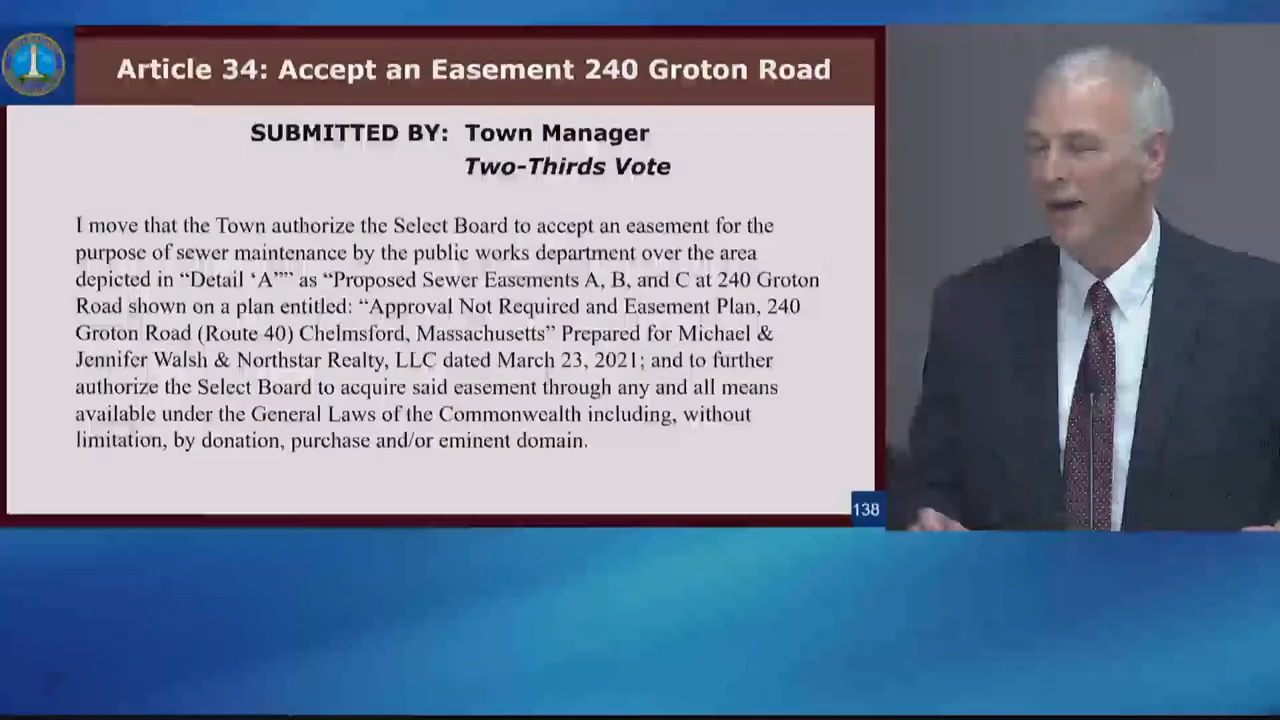 Article 34: Accept an Easement 240 Groton Road
SUBMITTED BY: Town Manager
Two-Thirds Vote
I move that the Town authorize the Select Board to accept an easement for the
purpose of sewer maintenance by the public works department over the area
depicted in “Detail ‘A’”” as “Proposed Sewer Easements A, B, and C at 240 Groton
Road shown on a plan entitled: “Approval Not Required and Easement Plan, 240
Groton Road (Route 40) Chelmsford, Massachusetts” Prepared for Michael &
Jennifer Walsh & Northstar Realty, LLC dated March 23, 2021; and to further
authorize the Select Board to acquire said easement through any and all means
available under the General Laws of the Commonwealth including, without
limitation, by donation, purchase and/or eminent domain.
138